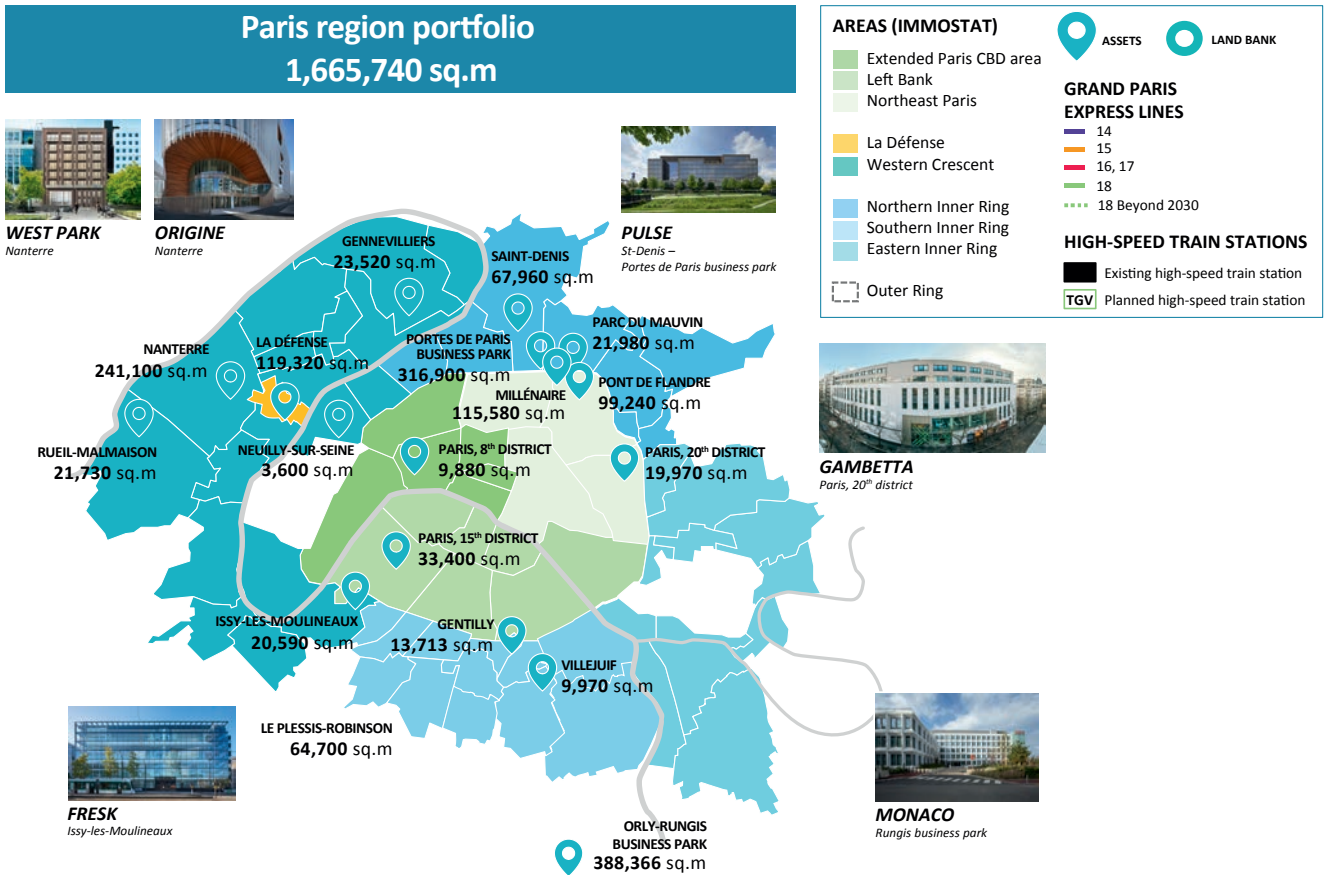 Paris region portfolio
1,665,740 sq.m
AREAS (IMMOSTAT)
Extended Paris CBD area
Left Bank
Northeast Paris
La Défense
Western Crescent
Northern Inner Ring
Southern Inner Ring
Eastern Inner Ring
Outer Ring
ASSETS
LAND BANK
GRAND PARIS
EXPRESS LINES
14
15
16, 17
18
18 Beyond 2030
HIGH-SPEED TRAIN STATIONS
Existing high-speed train station
TGV Planned high-speed train station
WEST PARK
Nanterre
ORIGINE
Nanterre
PULSE
St-Denis –
Portes de Paris business park
GENNEVILLIERS
23,520 sq.m
SAINT-DENIS
67,960 sq.m
PARC DU MAUVIN
21,980 sq.m
NANTERRE
241,100 sq.m
LA DÉFENSE
119,320 sq.m
PORTES DE PARIS
BUSINESS PARK
316,900 sq.m
PONT DE FLANDRE
99,240 sq.m
MILLÉNAIRE
115,580 sq.m
RUEIL-MALMAISON
21,730 sq.m
NEUILLY-SUR-SEINE
3,600 sq.m
PARIS, 8th DISTRICT
9,880 sq.m
PARIS, 20th DISTRICT
19,970 sq.m
GAMBETTA
Paris, 20th district
PARIS, 15th DISTRICT
33,400 sq.m
ISSY-LES-MOULINEAUX
20,590 sq.m
GENTILLY
13,713 sq.m
VILLEJUIF
9,970 sq.m
LE PLESSIS-ROBINSON
64,700 sq.m
FRESK
Issy-les-Moulineaux
MONACO
Rungis business park
ORLY-RUNGIS
BUSINESS PARK
388,366 sq.m